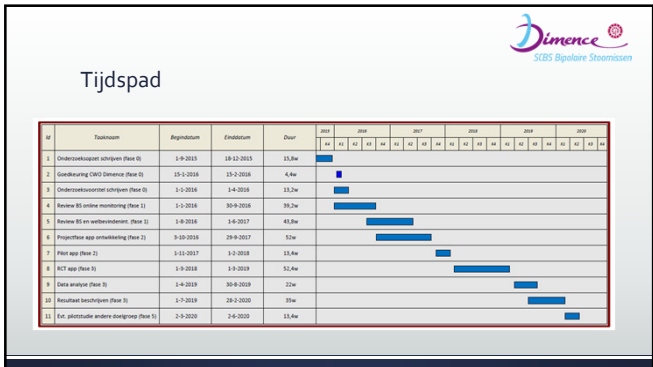 Dimence
SCBS Bipolaire Stoornissen
Tijdspad
Id Taaknaam Begindatum Einddatum Duur 2015 2016 2017 2018 2019 2020
K4 K1 K2 K3 K4 K1 K2 K3 K4 K1 K2 K3 K4 K1 K2 K3 K4 K1 K2 K3 K4
1 Onderzoeksopzet schrijven (fase 0) 1-9-2015 18-12-2015 15,8w
2 Goedkeuring CWO Dimence (fase 0) 15-1-2016 15-2-2016 4,4w
3 Onderzoeksvoorstel schrijven (fase 0) 1-1-2016 1-4-2016 13,2w
4 Review BS online monitoring (fase 1) 1-1-2016 30-9-2016 39,2w
5 Review BS en welbevindenint. (fase 1) 1-8-2016 1-6-2017 43,8w
6 Projectfase app ontwikkeling (fase 2) 3-10-2016 29-9-2017 52w
7 Pilot app (fase 2) 1-11-2017 1-2-2018 13,4w
8 RCT app (fase 3) 1-3-2018 1-3-2019 52,4w
9 Data analyse (fase 3) 1-4-2019 30-8-2019 22w
10 Resultaat beschrijven (fase 3) 1-7-2019 28-2-2020 35w
11 Evt. pilotstudie andere doelgroep (fase 5) 2-3-2020 2-6-2020 13,4w